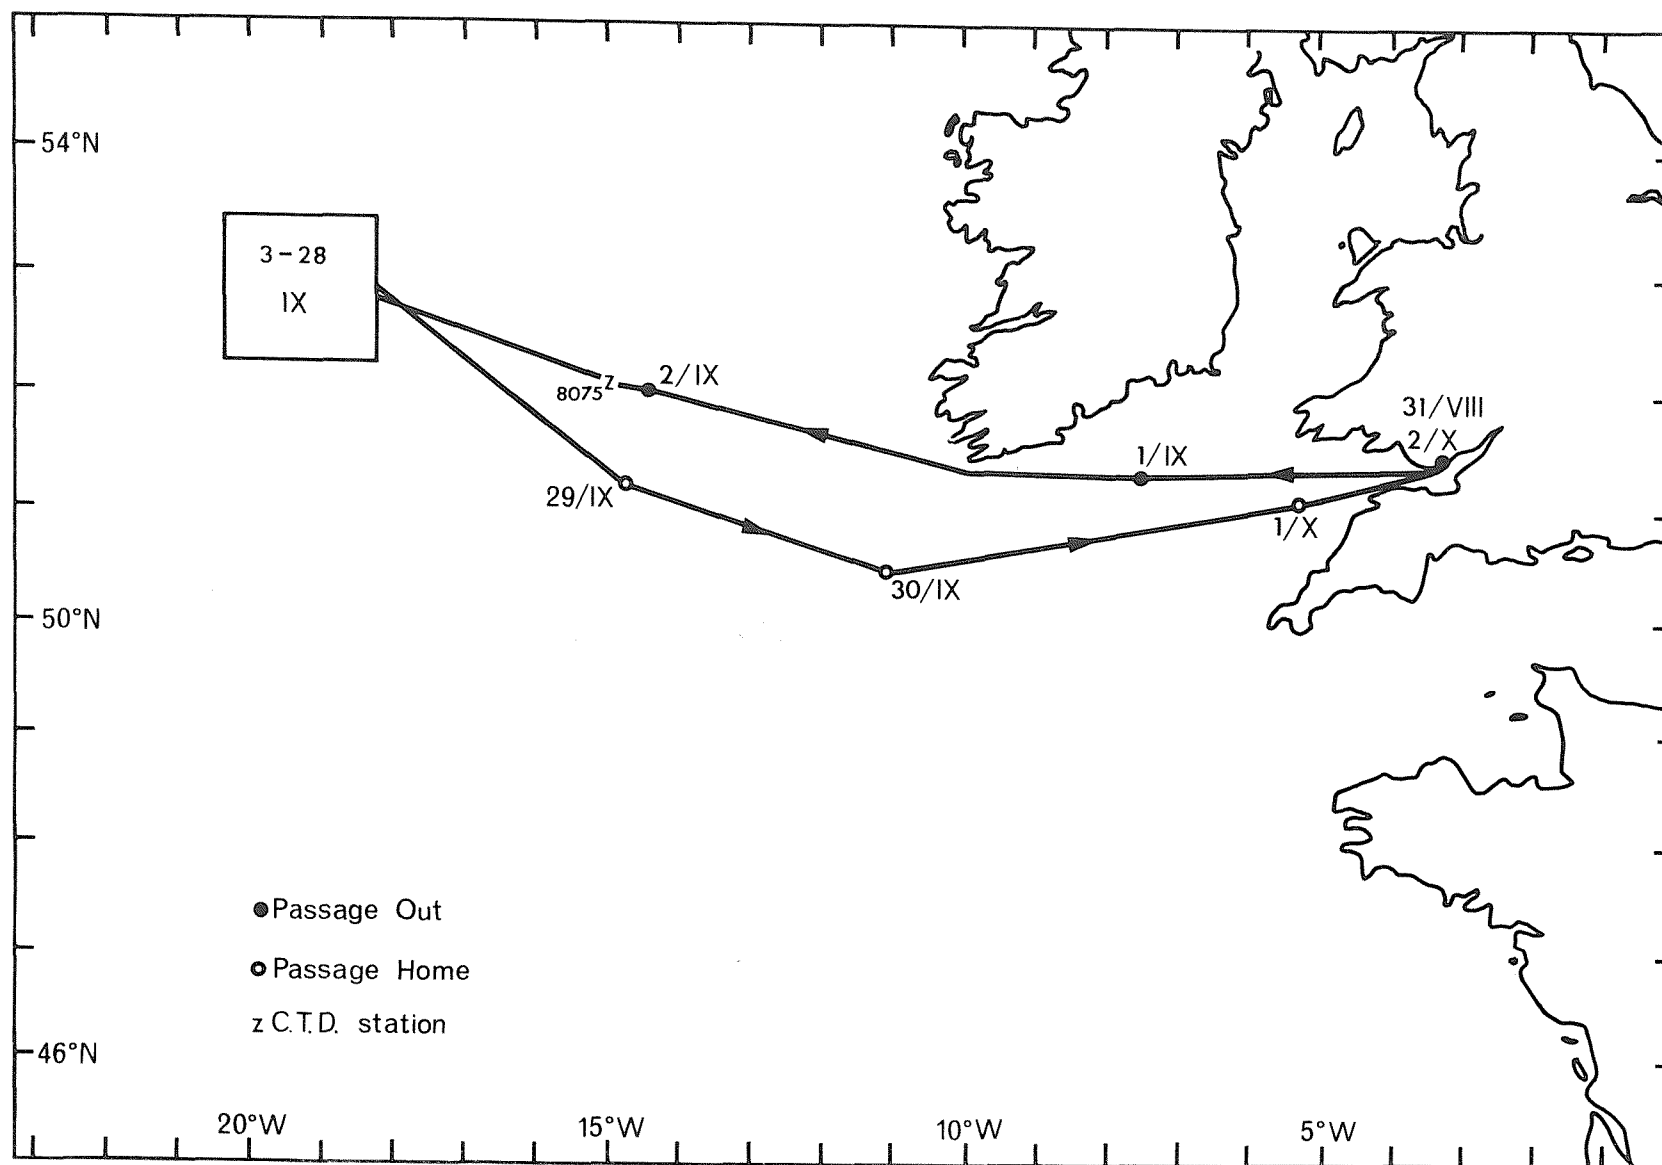 54°N
3-28
IX
2/IX
8075
z
31/VIII
2/X
1/IX
29/IX
1/X
30/IX
50°N
Passage Out
Passage Home
z C.T.D. station
46°N
20°W 15°W 10°W 5°W